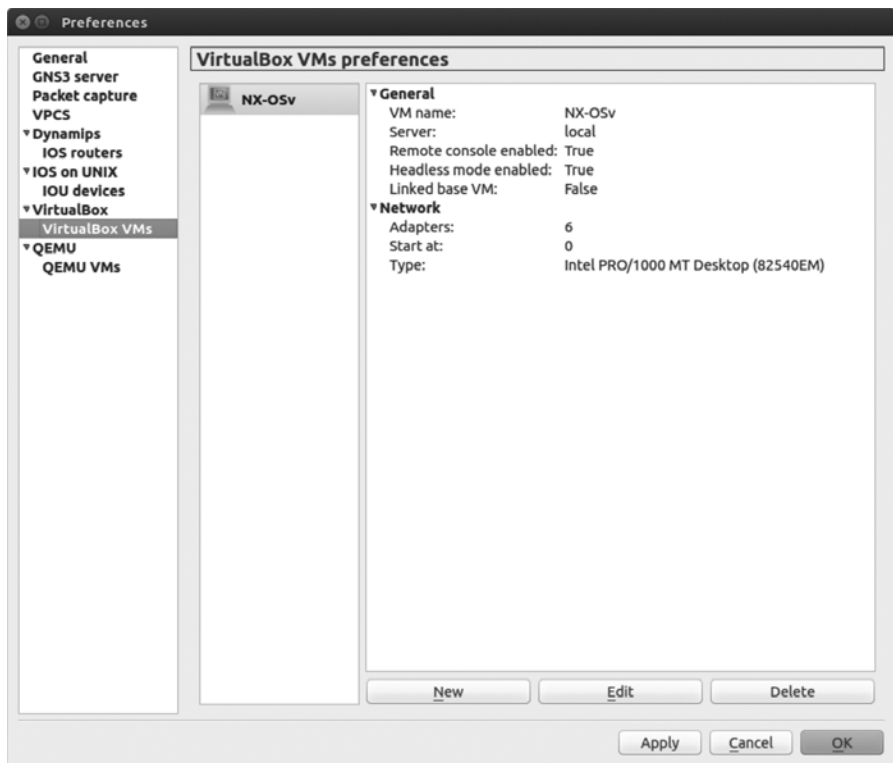 Preferences
General
GNS3 server
Packet capture
VPCS
Dynamips
IOS routers
IOS on UNIX
IOU devices
VirtualBox
VirtualBox VMs
QEMU
QEMU VMs
VirtualBox VMs preferences
NX-OSv
General
VM name: NX-OSv
Server: local
Remote console enabled: True
Headless mode enabled: True
Linked base VM: False
Network
Adapters: 6
Start at: 0
Type: Intel PRO/1000 MT Desktop (82540EM)
New Edit Delete
Apply Cancel OK